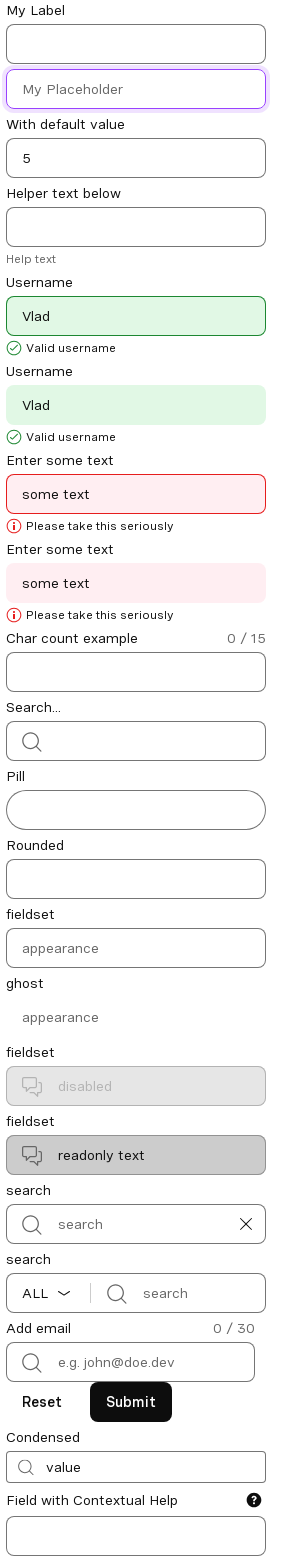 My Label
My Placeholder
With default value
5
Helper text below
Help text
Username
Vlad
Valid username
Username
Vlad
Valid username
Enter some text
some text
Please take this seriously
Enter some text
some text
Please take this seriously
Char count example 0 / 15
Search...
Pill
Rounded
fieldset
appearance
ghost
appearance
fieldset
disabled
fieldset
readonly text
search
search
search
ALL search
Add email 0 / 30
e.g. john@doe.dev
Reset Submit
Condensed
value
Field with Contextual Help ?